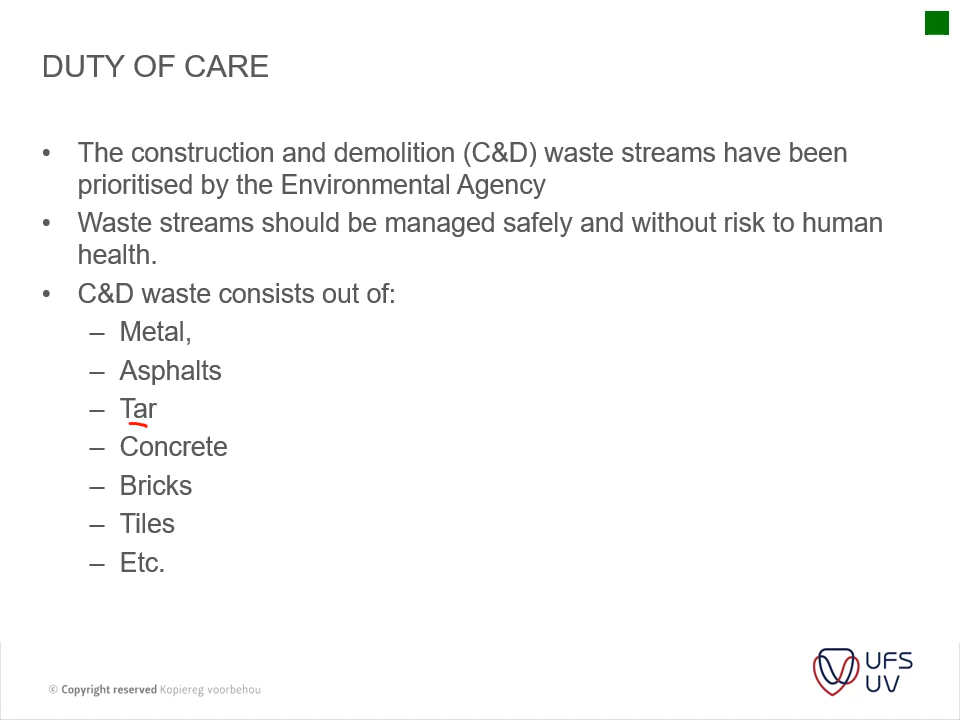 DUTY OF CARE
• The construction and demolition (C&D) waste streams have been
prioritised by the Environmental Agency
• Waste streams should be managed safely and without risk to human
health.
• C&D waste consists out of:
– Metal,
– Asphalts
– Tar
– Concrete
– Bricks
– Tiles
– Etc.
© Copyright reserved Kopiereg voorbehou
UFS
UV